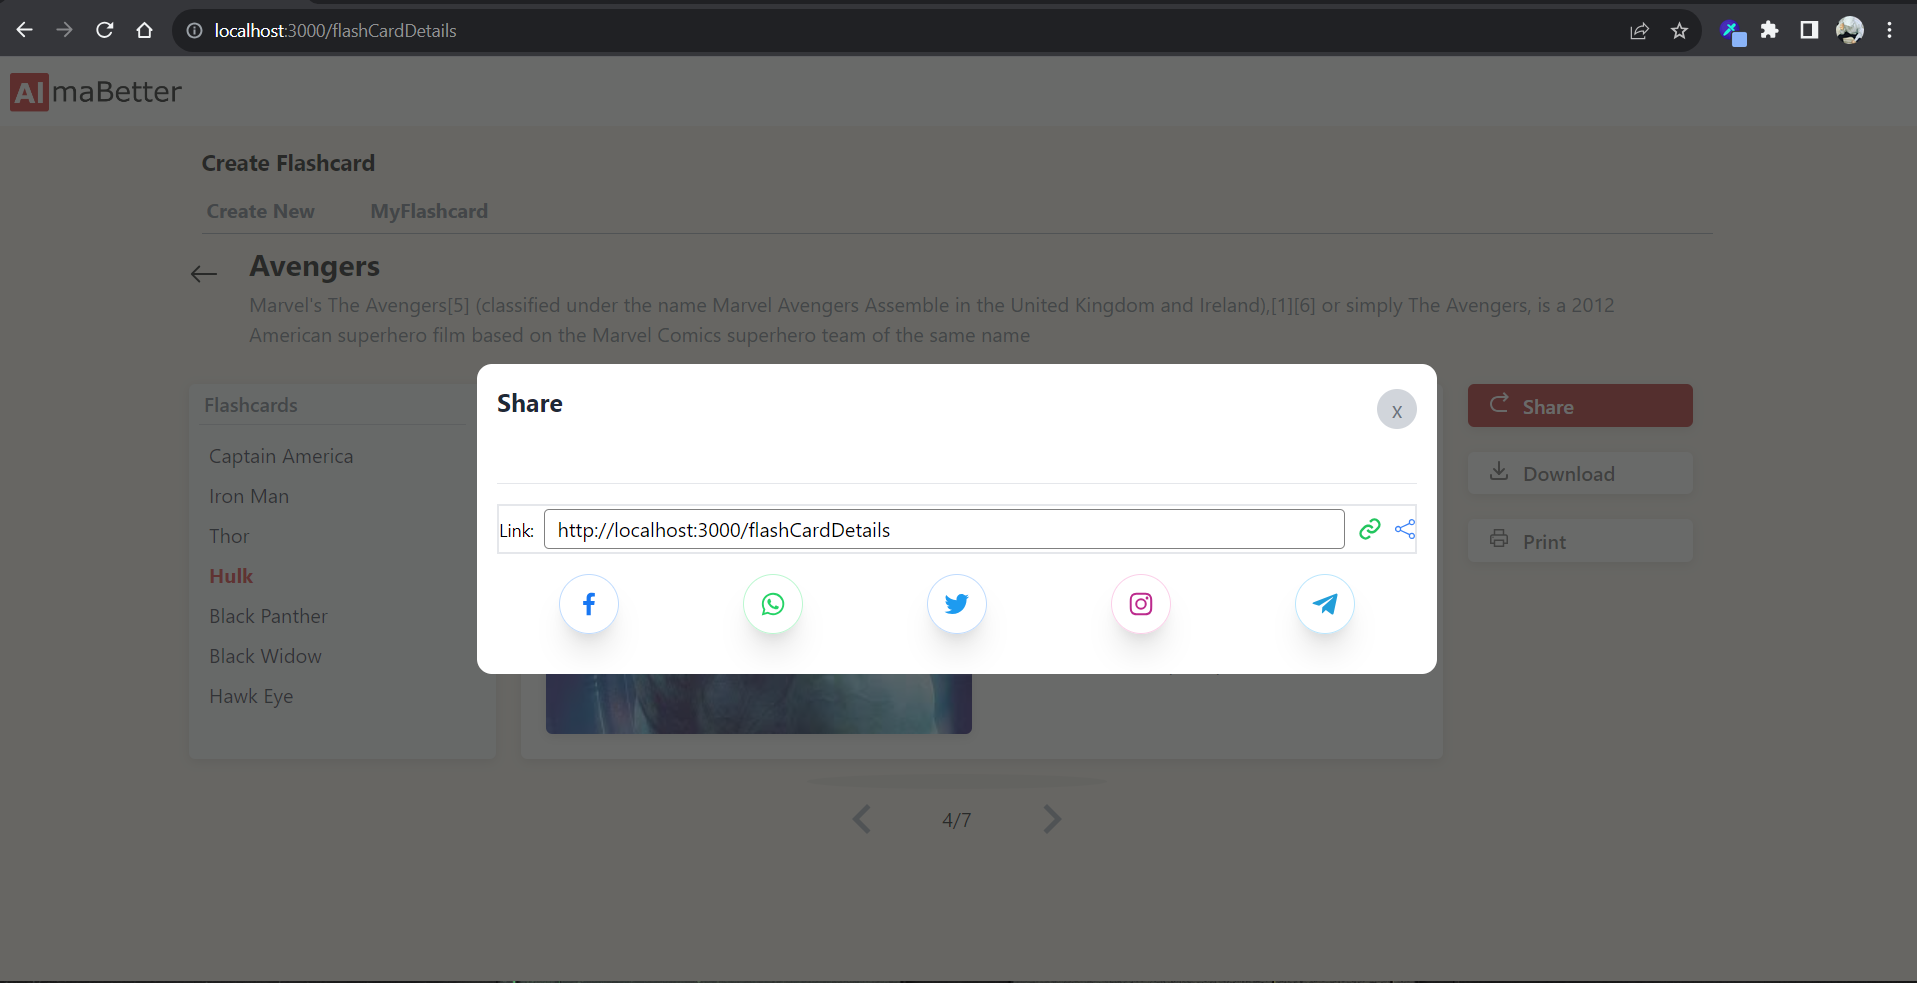 localhost:3000/flashCardDetails
AlmaBetter
Create Flashcard
Create New MyFlashcard
Avengers
Marvel's The Avengers[5] (classified under the name Marvel Avengers Assemble in the United Kingdom and Ireland),[1][6] or simply The Avengers, is a 2012
American superhero film based on the Marvel Comics superhero team of the same name
Flashcards
Captain America
Iron Man
Thor
Hulk
Black Panther
Black Widow
Hawk Eye
Share
x
Link: http://localhost:3000/flashCardDetails
Share
Download
Print
4/7